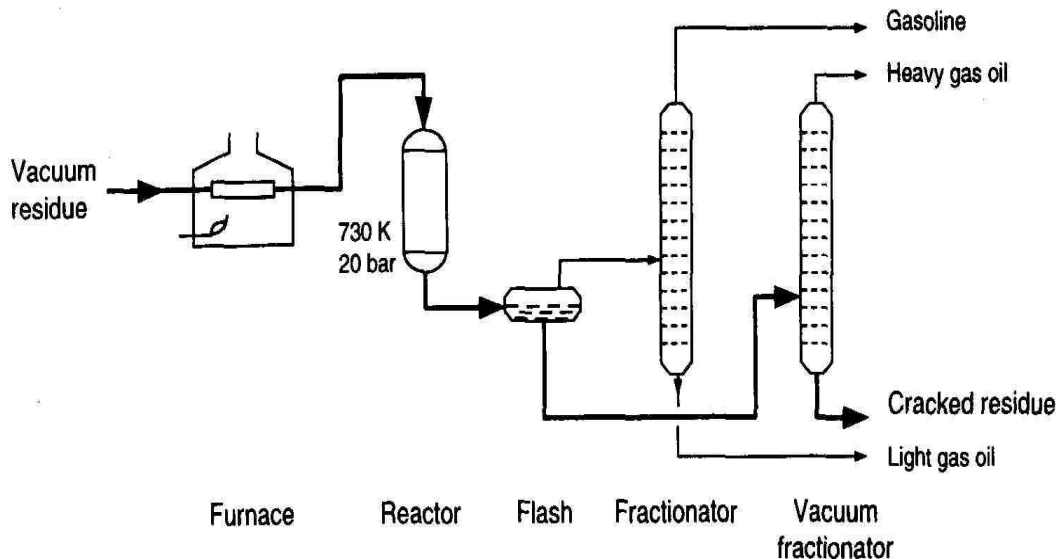 Gasoline
Heavy gas oil
Vacuum
residue
730 K
20 bar
Cracked residue
Light gas oil
Furnace
Reactor
Flash
Fractionator
Vacuum
fractionator